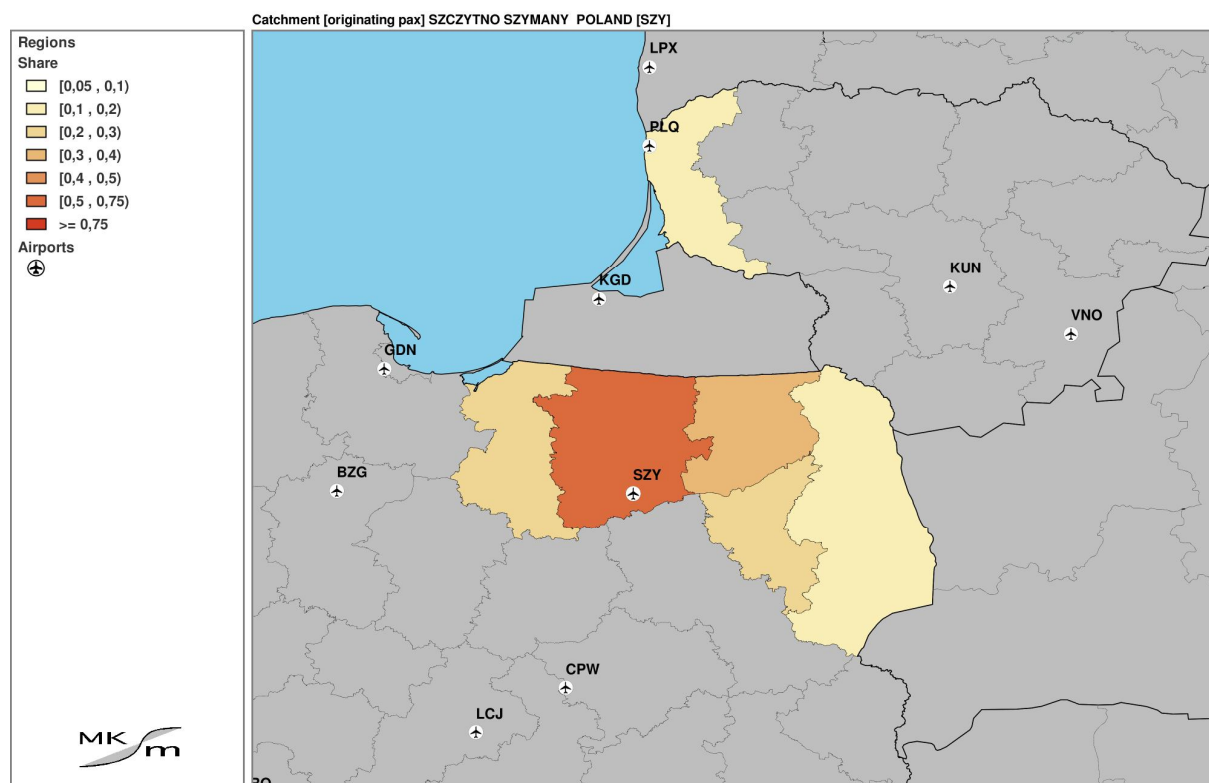 Catchment [originating pax] SZCZYTNO SZYMANY POLAND [SZY]
Regions
Share
[0,05 , 0,1)
[0,1 , 0,2)
[0,2 , 0,3)
[0,3 , 0,4)
[0,4 , 0,5)
[0,5 , 0,75)
>= 0,75
Airports
LPX
PLQ
KGD
KUN
VNO
GDN
BZG
SZY
CPW
LCJ
MK
m